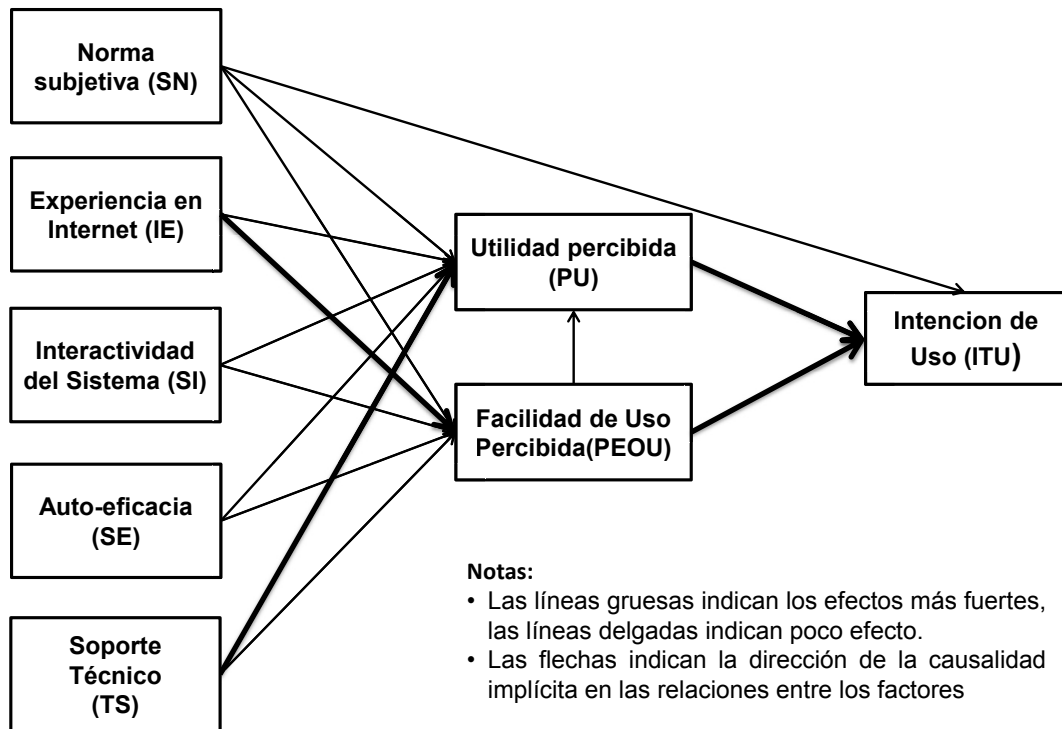 Norma
subjetiva (SN)
Experiencia en
Internet (IE)
Interactividad
del Sistema (SI)
Auto-eficacia
(SE)
Soporte
Técnico
(TS)
Utilidad percibida
(PU)
Facilidad de Uso
Percibida(PEOU)
Intencion de
Uso (ITU)
Notas:
• Las líneas gruesas indican los efectos más fuertes,
las líneas delgadas indican poco efecto.
• Las flechas indican la dirección de la causalidad
implícita en las relaciones entre los factores